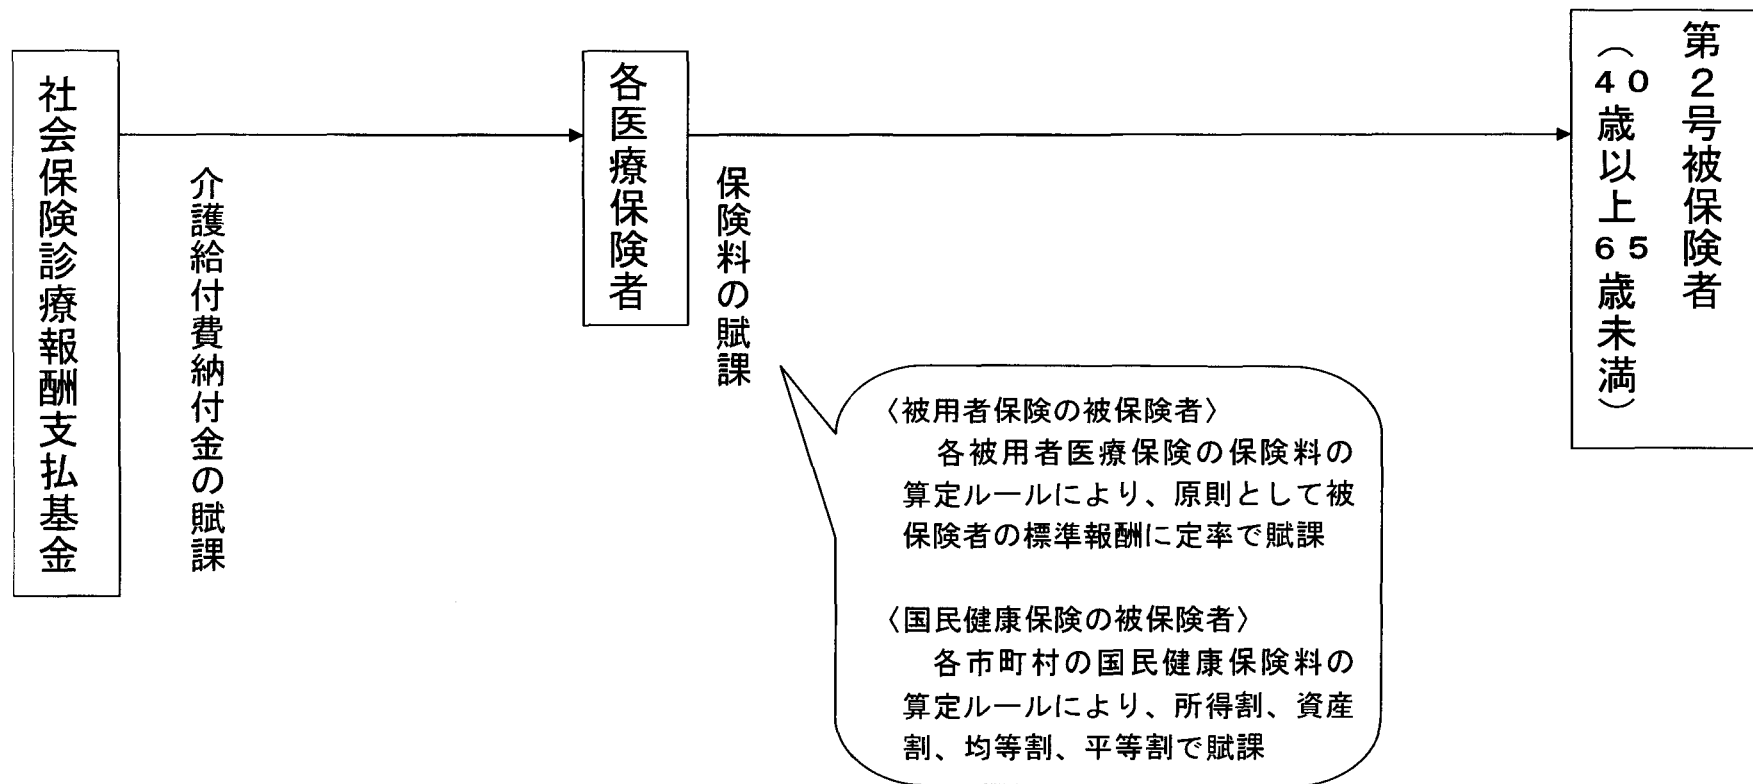 社会保険診療報酬支払基金
介護給付費納付金の賦課
各医療保険者
保険料の賦課
〈被用者保険の被保険者〉
各被用者医療保険の保険料の
算定ルールにより、原則として被
保険者の標準報酬に定率で賦課
〈国民健康保険の被保険者〉
各市町村の国民健康保険料の
算定ルールにより、所得割、資産
割、均等割、平等割で賦課
第２号被保険者
（４０歳以上６５歳未満）